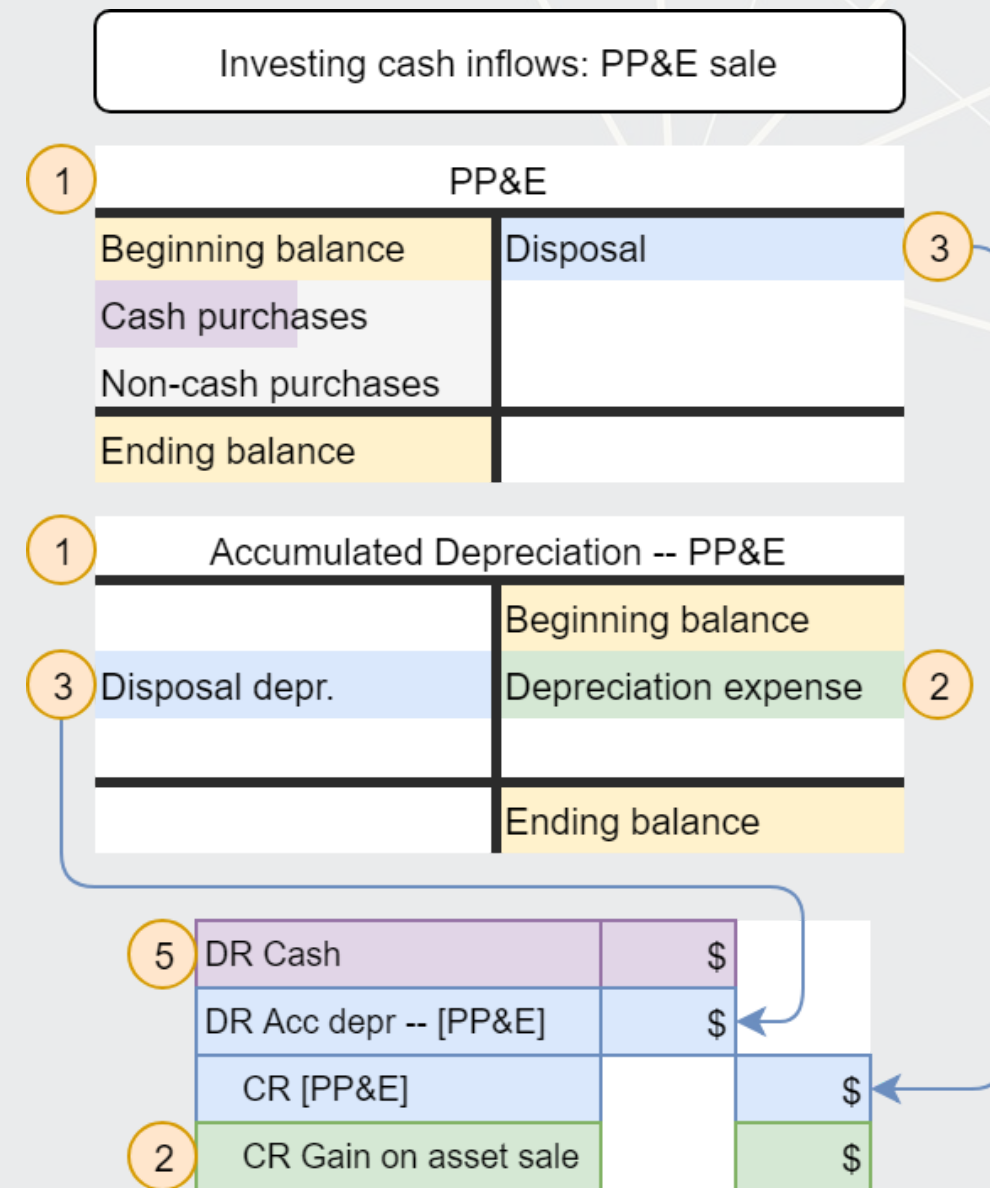 Investing cash inflows: PP&E sale
1
PP&E
Beginning balance
Disposal
3
Cash purchases
Non-cash purchases
Ending balance
1
Accumulated Depreciation -- PP&E
Beginning balance
3
Disposal depr.
Depreciation expense
2
Ending balance
5
DR Cash
$
DR Acc depr -- [PP&E]
$
CR [PP&E]
$
2
CR Gain on asset sale
$